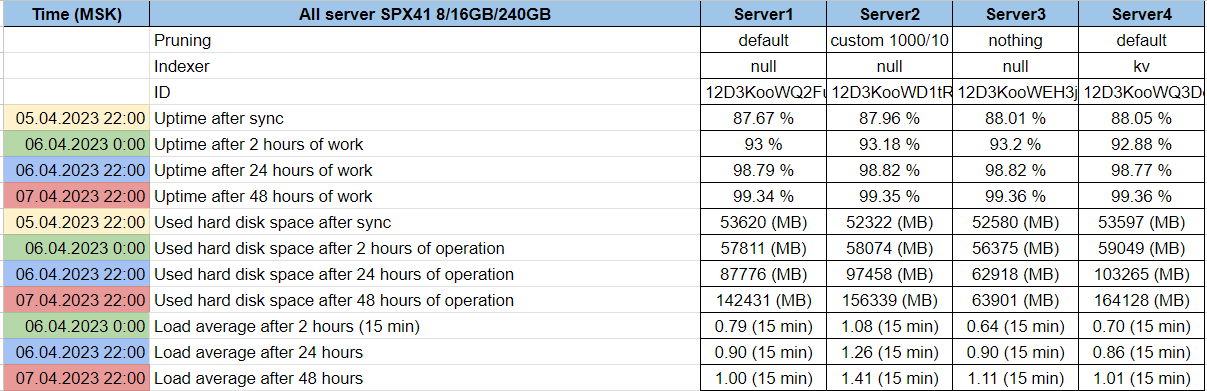 Time (MSK) All server SPX41 8/16GB/240GB Server1 Server2 Server3 Server4
Pruning default custom 1000/10 nothing default
Indexer null null null kv
ID 12D3KooWQ2Fu 12D3KooWD1tR 12D3KooWEH3j 12D3KooWQ3D
05.04.2023 22:00 Uptime after sync 87.67 % 87.96 % 88.01 % 88.05 %
06.04.2023 0:00 Uptime after 2 hours of work 93 % 93.18 % 93.2 % 92.88 %
06.04.2023 22:00 Uptime after 24 hours of work 98.79 % 98.82 % 98.82 % 98.77 %
07.04.2023 22:00 Uptime after 48 hours of work 99.34 % 99.35 % 99.36 % 99.36 %
05.04.2023 22:00 Used hard disk space after sync 53620 (MB) 52322 (MB) 52580 (MB) 53597 (MB)
06.04.2023 0:00 Used hard disk space after 2 hours of operation 57811 (MB) 58074 (MB) 56375 (MB) 59049 (MB)
06.04.2023 22:00 Used hard disk space after 24 hours of operation 87776 (MB) 97458 (MB) 62918 (MB) 103265 (MB)
07.04.2023 22:00 Used hard disk space after 48 hours of operation 142431 (MB) 156339 (MB) 63901 (MB) 164128 (MB)
06.04.2023 0:00 Load average after 2 hours (15 min) 0.79 (15 min) 1.08 (15 min) 0.64 (15 min) 0.70 (15 min)
06.04.2023 22:00 Load average after 24 hours 0.90 (15 min) 1.26 (15 min) 0.90 (15 min) 0.86 (15 min)
07.04.2023 22:00 Load average after 48 hours 1.00 (15 min) 1.41 (15 min) 1.11 (15 min) 1.01 (15 min)